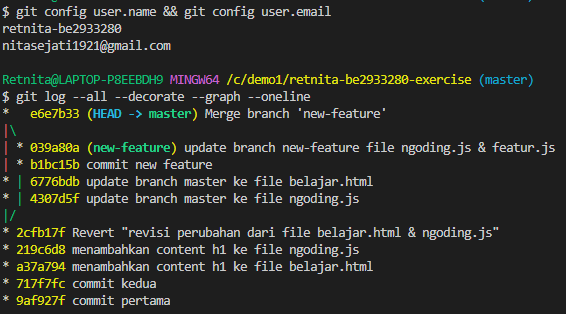 $ git config user.name && git config user.email
retnita-be2933280
nitasejati1921@gmail.com
Retnita@LAPTOP-P8EEBDH9 MINGW64 /c/demo1/retnita-be2933280-exercise (master)
$ git log --all --decorate --graph --oneline
*   e6e7b33 (HEAD -> master) Merge branch 'new-feature'
|\
| * 039a80a (new-feature) update branch new-feature file ngoding.js & featur.js
| * b1bc15b commit new feature
* | 6776bdb update branch master ke file belajar.html
* | 4307d5f update branch master ke file ngoding.js
|/
* 2cfb17f Revert "revisi perubahan dari file belajar.html & ngoding.js"
* 219c6d8 menambahkan content h1 ke file ngoding.js
* a37a794 menambahkan content h1 ke file belajar.html
* 717f7fc commit kedua
* 9af927f commit pertama